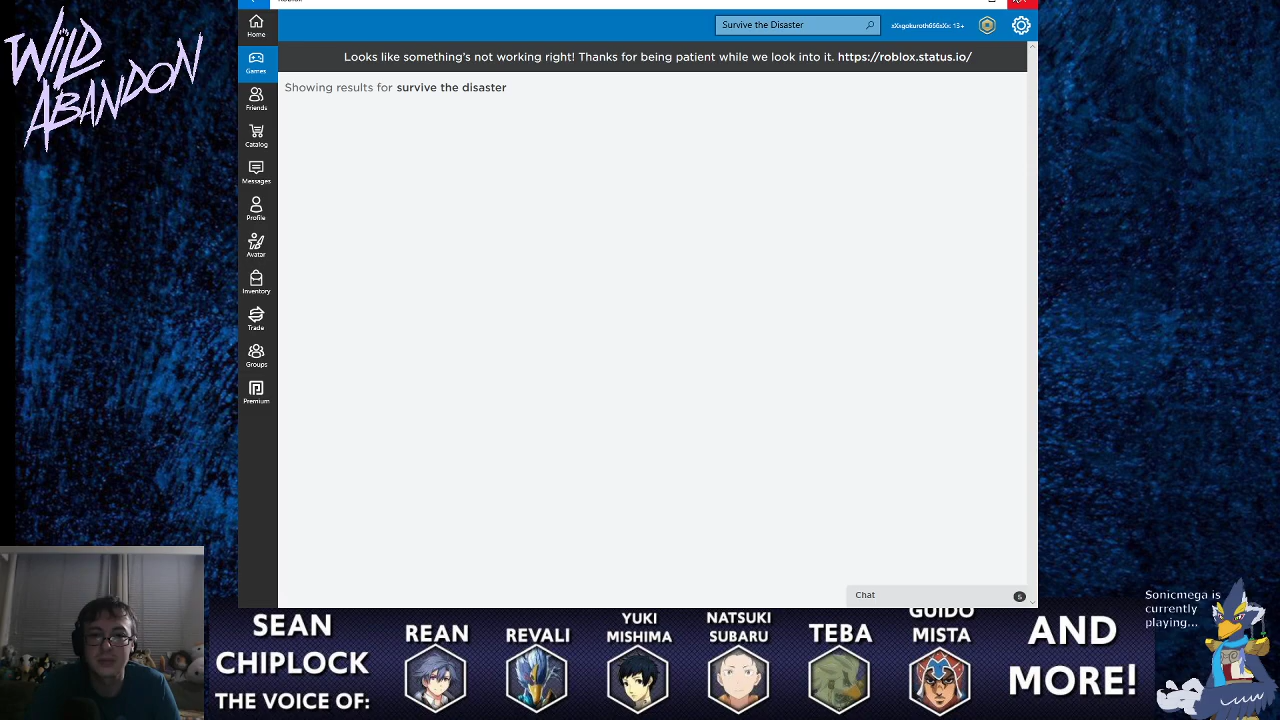 WILD
ABANDON
Home
Games
Friends
Catalog
Messages
Profile
Avatar
Inventory
Trade
Groups
Premium
Survive the Disaster
xXxgokuroth666xXx: 13+
Looks like something's not working right! Thanks for being patient while we look into it. https://roblox.status.io/
Showing results for survive the disaster
Chat
5
SEAN
CHIPLOCK
THE VOICE OF:
REAN
REVALI
YUKI
MISHIMA
NATSUKI
SUBARU
TEBA
GUIDO
MISTA
AND
MORE!
Sonicmega is
currently
playing...